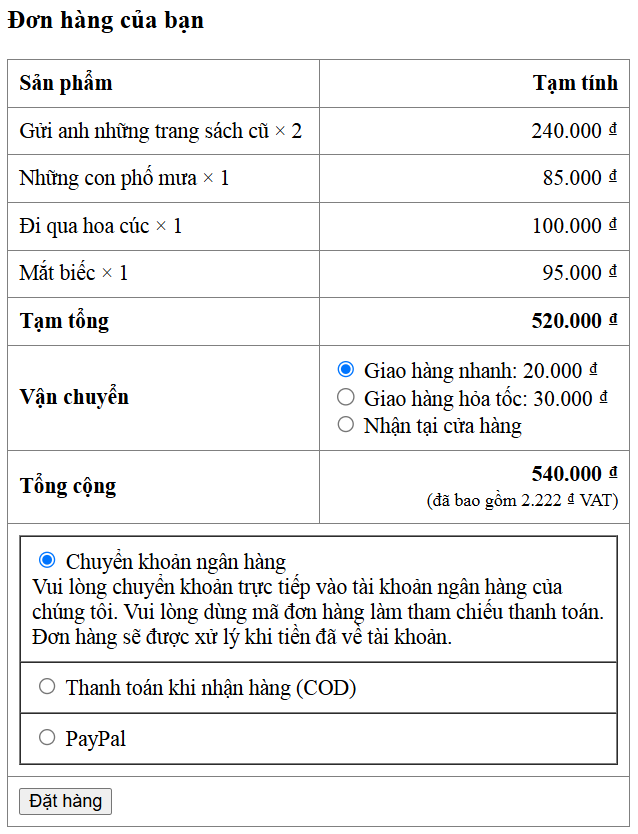 Đơn hàng của bạn
Sản phẩm Tạm tính
Gửi anh những trang sách cũ × 2 240.000 ₫
Những con phố mưa × 1 85.000 ₫
Đi qua hoa cúc × 1 100.000 ₫
Mắt biếc × 1 95.000 ₫
Tạm tổng 520.000 ₫
Vận chuyển
Giao hàng nhanh: 20.000 ₫
Giao hàng hỏa tốc: 30.000 ₫
Nhận tại cửa hàng
Tổng cộng 540.000 ₫
(đã bao gồm 2.222 ₫ VAT)
Chuyển khoản ngân hàng
Vui lòng chuyển khoản trực tiếp vào tài khoản ngân hàng của
chúng tôi. Vui lòng dùng mã đơn hàng làm tham chiếu thanh toán.
Đơn hàng sẽ được xử lý khi tiền đã về tài khoản.
Thanh toán khi nhận hàng (COD)
PayPal
Đặt hàng